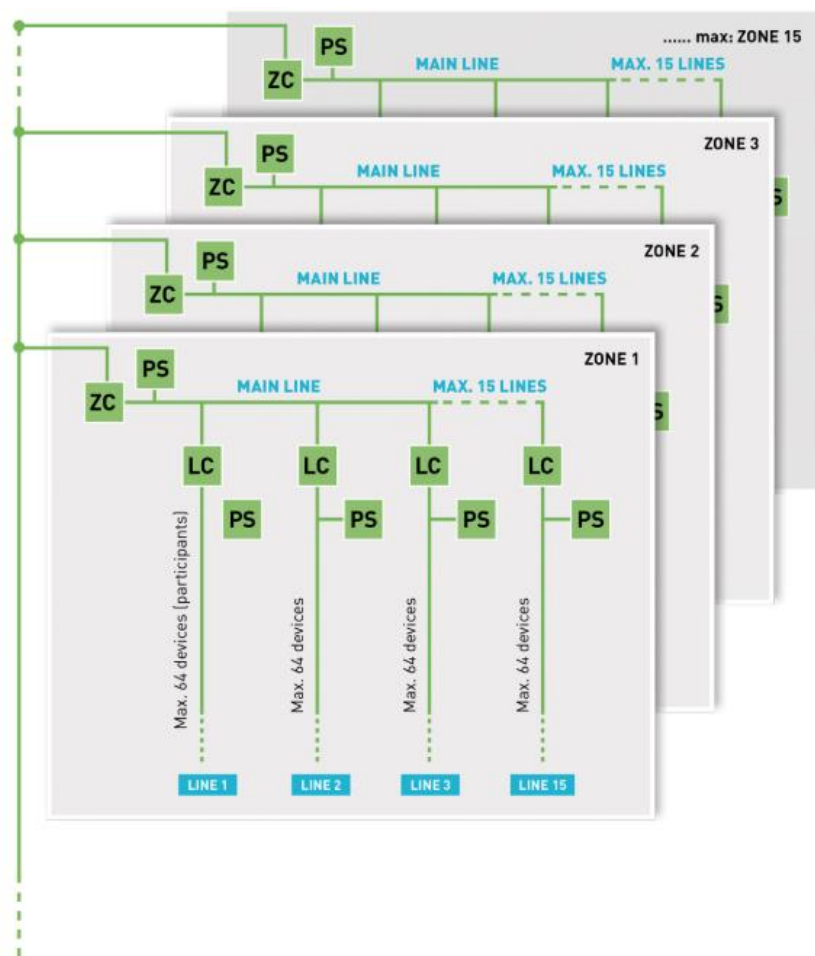 ...... max: ZONE 15
PS
ZC
MAIN LINE
MAX. 15 LINES
ZONE 3
PS
ZC
MAIN LINE
MAX. 15 LINES
S
ZONE 2
PS
ZC
MAIN LINE
MAX. 15 LINES
S
ZONE 1
PS
ZC
MAIN LINE
MAX. 15 LINES
S
LC
LC
LC
LC
PS
PS
PS
PS
Max. 64 devices (participants)
Max. 64 devices
Max. 64 devices
Max. 64 devices
LINE 1
LINE 2
LINE 3
LINE 15